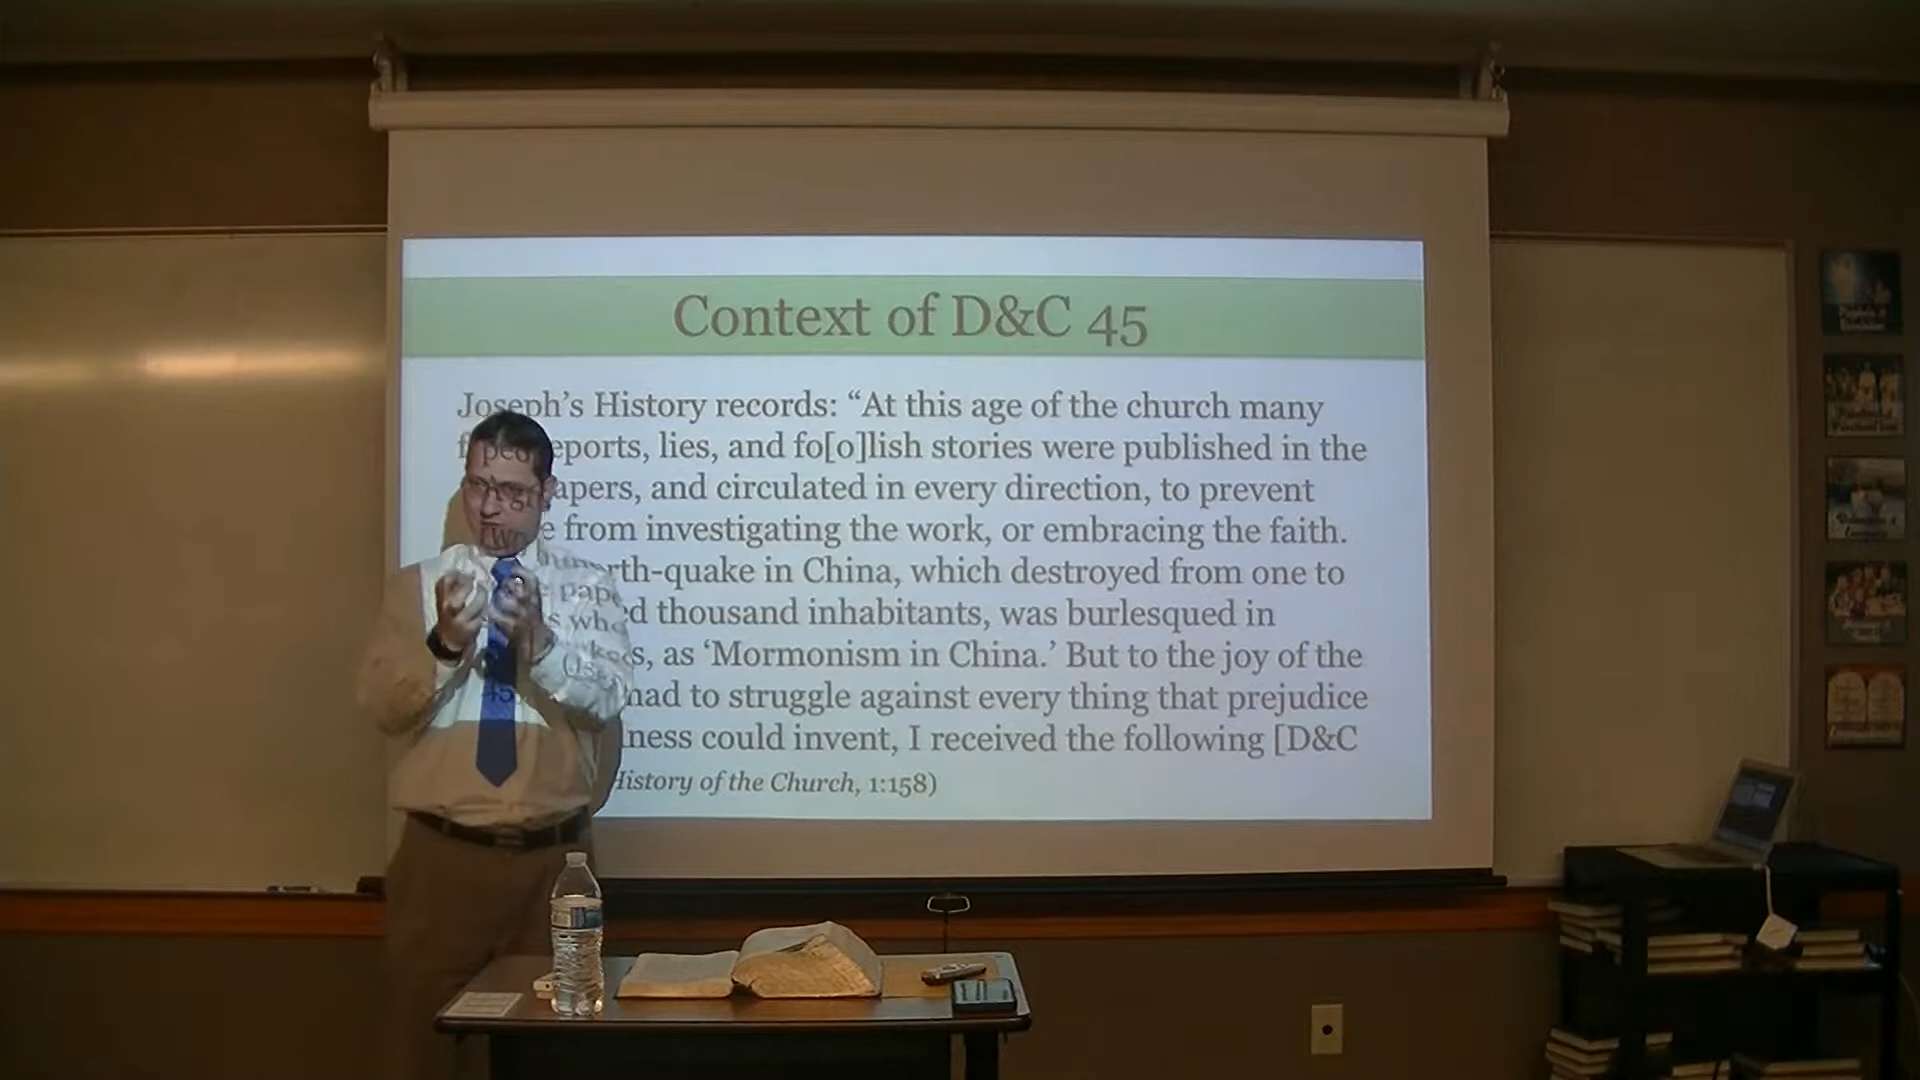 Context of D&C 45
Joseph's History records: “At this age of the church many
eports, lies, and fo[o]lish stories were published in the
apers, and circulated in every direction, to prevent
e from investigating the work, or embracing the faith.
rth-quake in China, which destroyed from one to
d thousand inhabitants, was burlesqued in
s, as ‘Mormonism in China.’ But to the joy of the
had to struggle against every thing that prejudice
ness could invent, I received the following [D&C
History of the Church, 1:158)